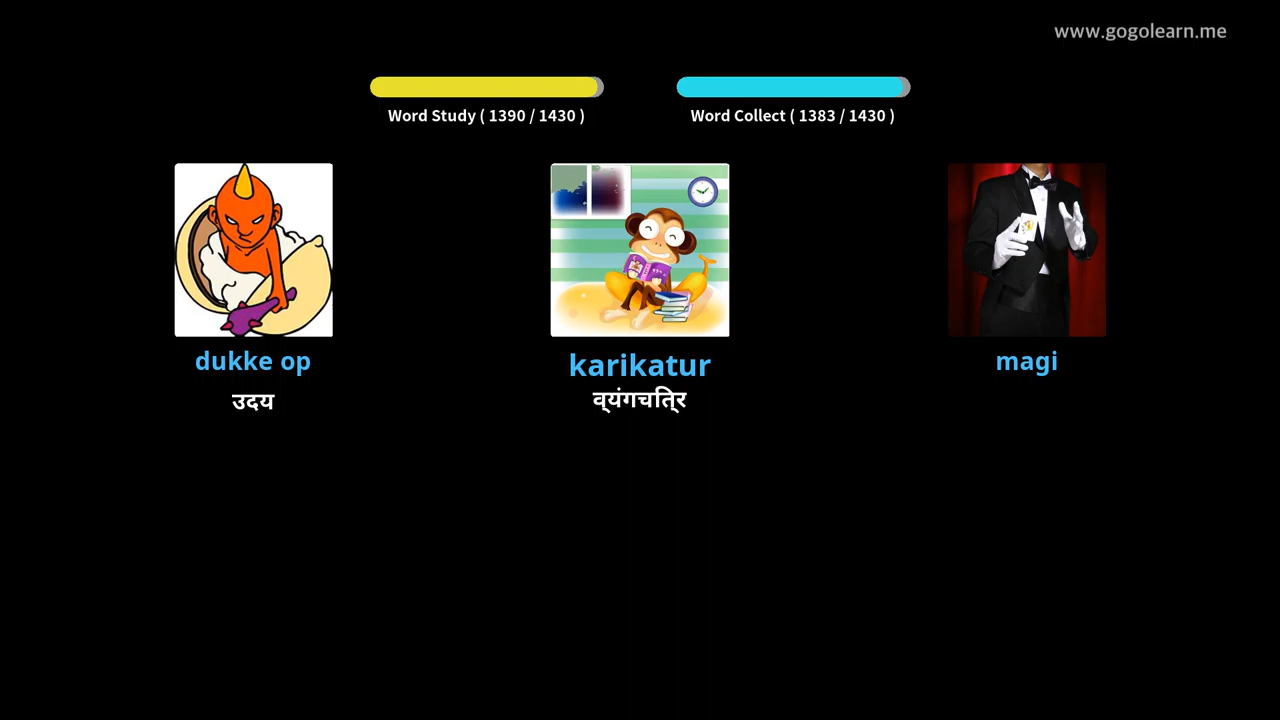 www.gogolearn.me
Word Study ( 1390 / 1430 )
Word Collect ( 1383 / 1430 )
dukke op
karikatur
magi
उदय
व्यंगचित्र